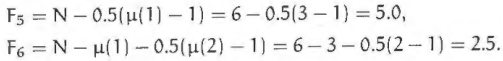 F₅ = N − 0.5(μ(1) − 1) = 6 − 0.5(3 − 1) = 5.0,
F₆ = N − μ(1) − 0.5(μ(2) − 1) = 6 − 3 − 0.5(2 − 1) = 2.5.